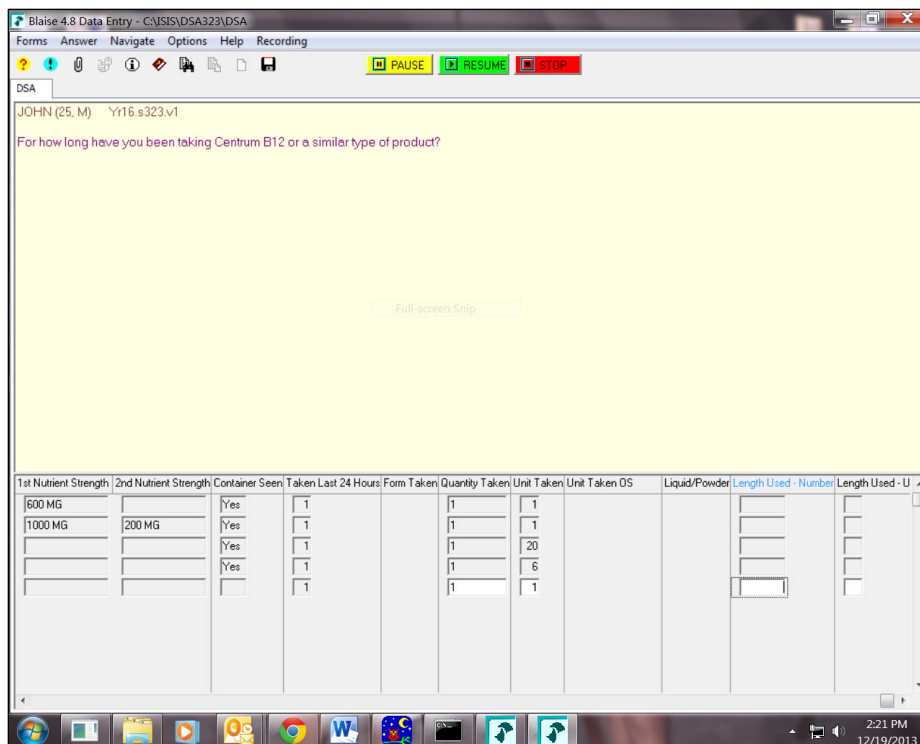 Blaise 4.8 Data Entry - C:\ISIS\DSA323\DSA
Forms Answer Navigate Options Help Recording
PAUSE RESUME STOP
DSA
JOHN (25, M) Yr16.s323.v1
For how long have you been taking Centrum B12 or a similar type of product?
Full-screen Snip
1st Nutrient Strength 2nd Nutrient Strength Container Seen Taken Last 24 Hours Form Taken Quantity Taken Unit Taken Unit Taken OS Liquid/Powder Length Used - Number Length Used - U
600 MG Yes 1 1 1
1000 MG 200 MG Yes 1 1 1
Yes 1 1 20
Yes 1 1 6
1 1 1
2:21 PM
12/19/2013